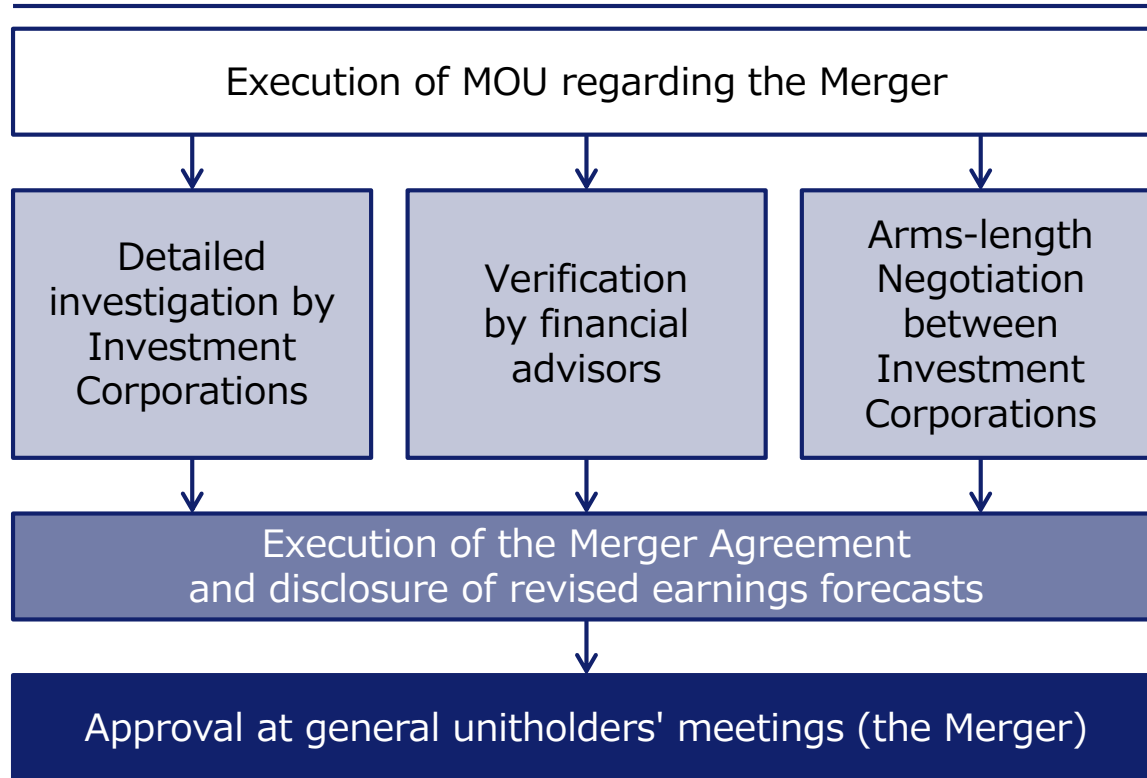 Execution of MOU regarding the Merger
Detailed
investigation by
Investment
Corporations
Verification
by financial
advisors
Arms-length
Negotiation
between
Investment
Corporations
Execution of the Merger Agreement
and disclosure of revised earnings forecasts
Approval at general unitholders' meetings (the Merger)